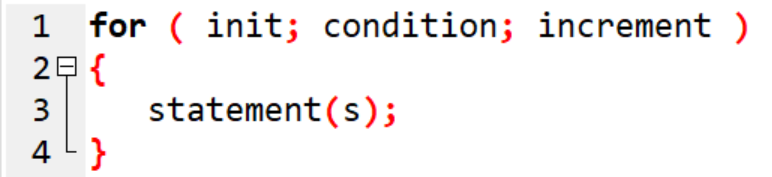 1 for ( init; condition; increment )
2 {
3 statement(s);
4 }